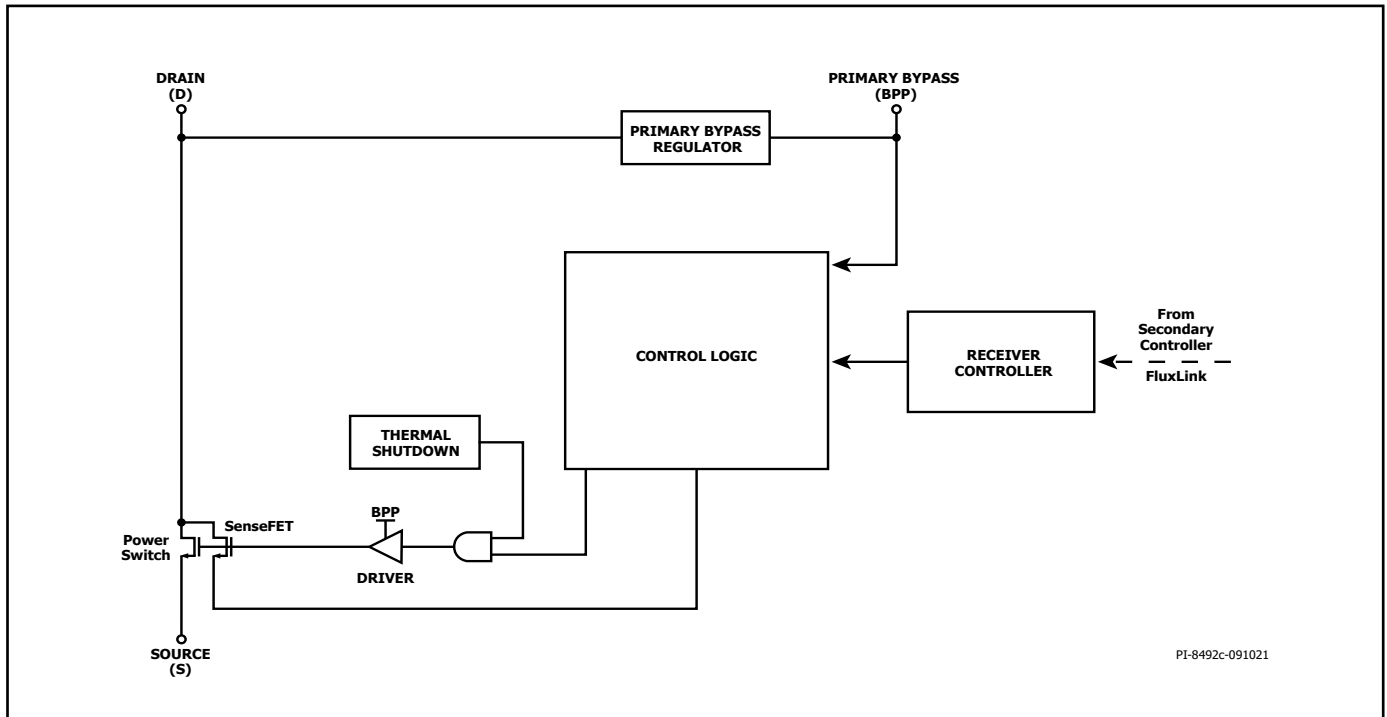 DRAIN
(D)
PRIMARY BYPASS
(BPP)
PRIMARY BYPASS
REGULATOR
CONTROL LOGIC
RECEIVER
CONTROLLER
From
Secondary
Controller
FluxLink
THERMAL
SHUTDOWN
BPP
SenseFET
Power
Switch
DRIVER
SOURCE
(S)
PI-8492c-091021